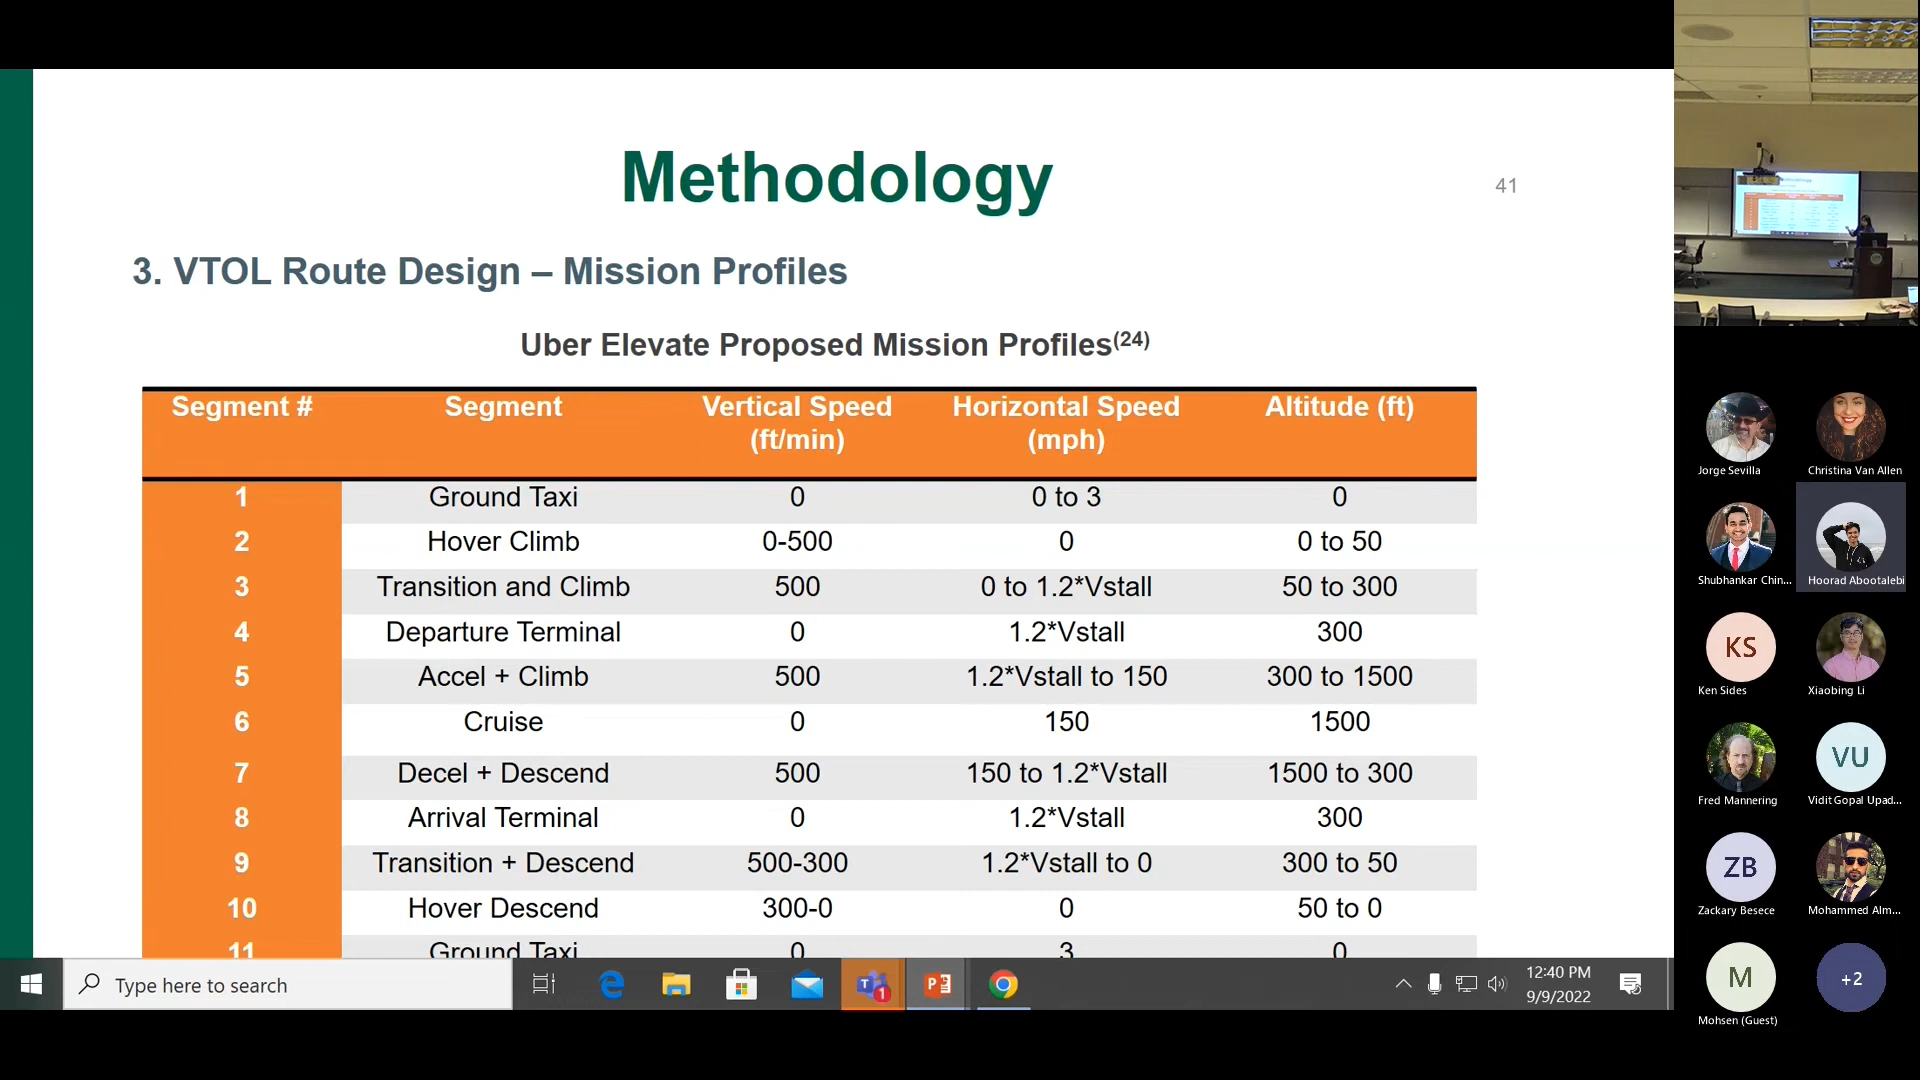 Methodology
41
3. VTOL Route Design – Mission Profiles
Uber Elevate Proposed Mission Profiles(24)
Segment # Segment Vertical Speed (ft/min) Horizontal Speed (mph) Altitude (ft)
1 Ground Taxi 0 0 to 3 0
2 Hover Climb 0-500 0 0 to 50
3 Transition and Climb 500 0 to 1.2*Vstall 50 to 300
4 Departure Terminal 0 1.2*Vstall 300
5 Accel + Climb 500 1.2*Vstall to 150 300 to 1500
6 Cruise 0 150 1500
7 Decel + Descend 500 150 to 1.2*Vstall 1500 to 300
8 Arrival Terminal 0 1.2*Vstall 300
9 Transition + Descend 500-300 1.2*Vstall to 0 300 to 50
10 Hover Descend 300-0 0 50 to 0
11 Ground Taxi 0 3 0
Type here to search
1
12:40 PM
9/9/2022
Jorge Sevilla
Christina Van Allen
Shubhankar Chin...
Hoorad Abootalebi
KS
Ken Sides
Xiaobing Li
Fred Mannering
VU
Vidit Gopal Upad...
ZB
Zackary Besece
Mohammed Alm...
M
Mohsen (Guest)
+2